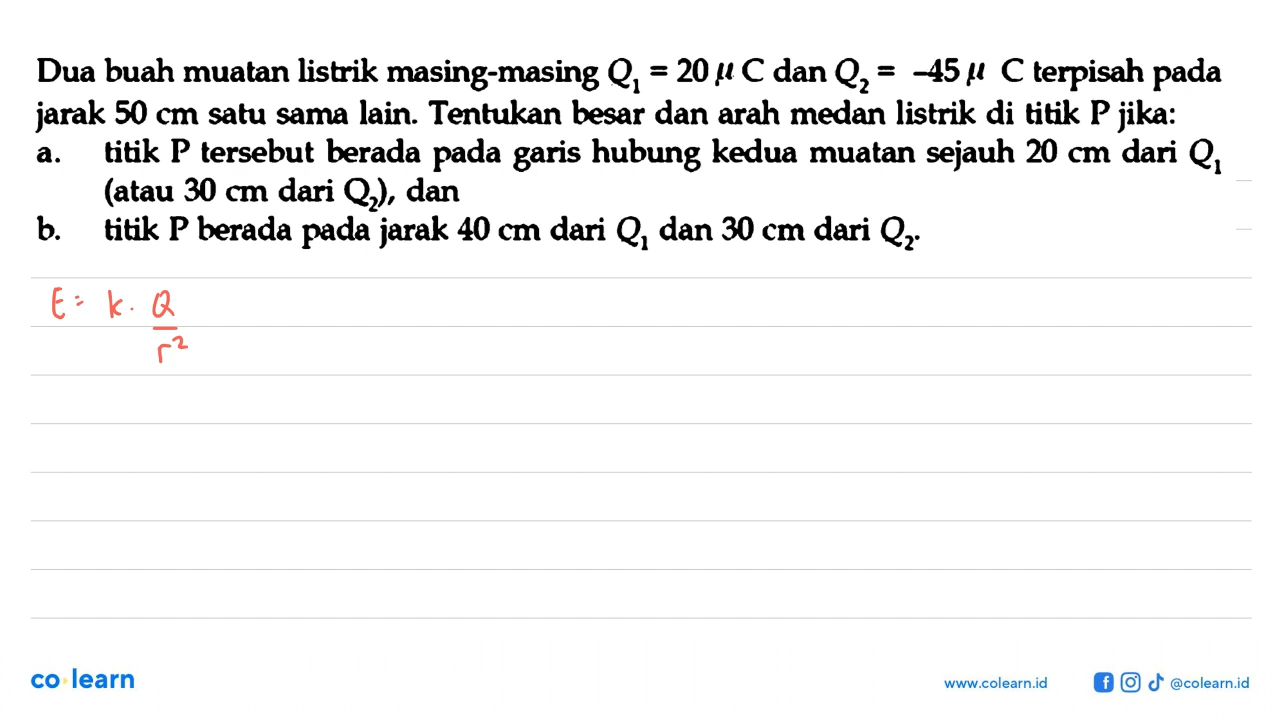 Dua buah muatan listrik masing-masing Q₁ = 20 μ C dan Q₂ = –45 μ C terpisah pada
jarak 50 cm satu sama lain. Tentukan besar dan arah medan listrik di titik P jika:
a. titik P tersebut berada pada garis hubung kedua muatan sejauh 20 cm dari Q₁
(atau 30 cm dari Q₂), dan
b. titik P berada pada jarak 40 cm dari Q₁ dan 30 cm dari Q₂.
E = k. Q
r²
co learn
www.colearn.id @colearn.id